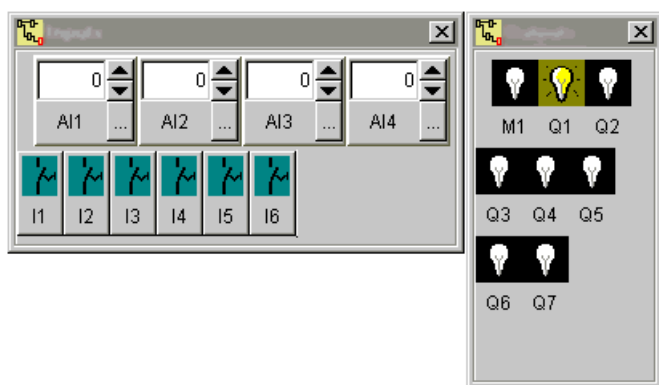 Inputs
0 0 0 0
AI1 ... AI2 ... AI3 ... AI4 ...
I1 I2 I3 I4 I5 I6
M1 Q1 Q2
Q3 Q4 Q5
Q6 Q7